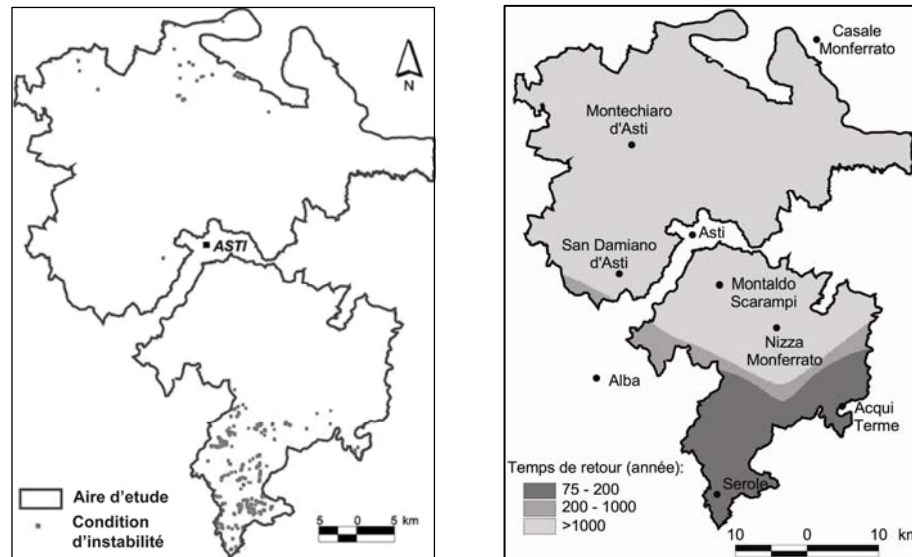 N
ASTI
Aire d'etude
Condition
d'instabilité
5 0 5 km
Casale
Monferrato
Montechiaro
d'Asti
Asti
San Damiano
d'Asti
Montaldo
Scarampi
Nizza
Monferrato
Alba
Acqui
Terme
Temps de retour (année):
75 - 200
200 - 1000
>1000
Serole
10 0 10 km